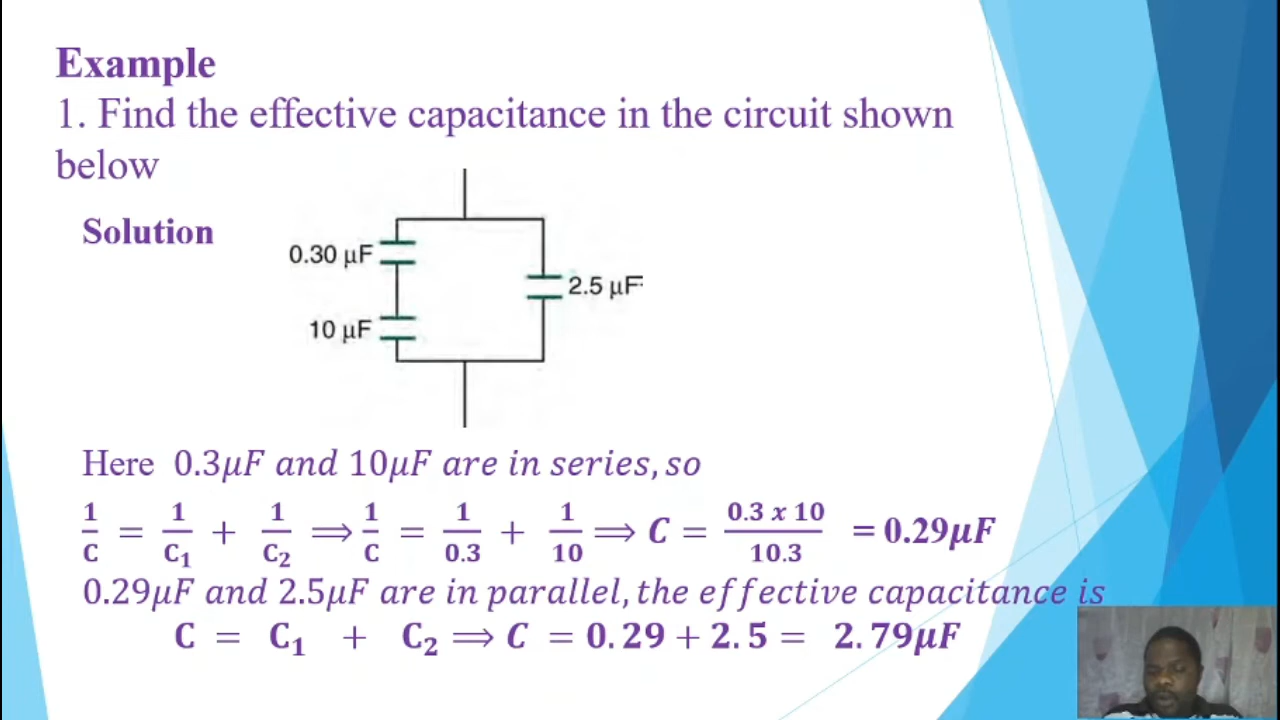 Example
1. Find the effective capacitance in the circuit shown
below
Solution
0.30 μF
2.5 μF
10 μF
Here 0.3μF and 10μF are in series, so
1/C = 1/C₁ + 1/C₂ ⟹ 1/C = 1/0.3 + 1/10 ⟹ C = 0.3 x 10/10.3 = 0.29μF
0.29μF and 2.5μF are in parallel, the effective capacitance is
C = C₁ + C₂ ⟹ C = 0.29 + 2.5 = 2.79μF